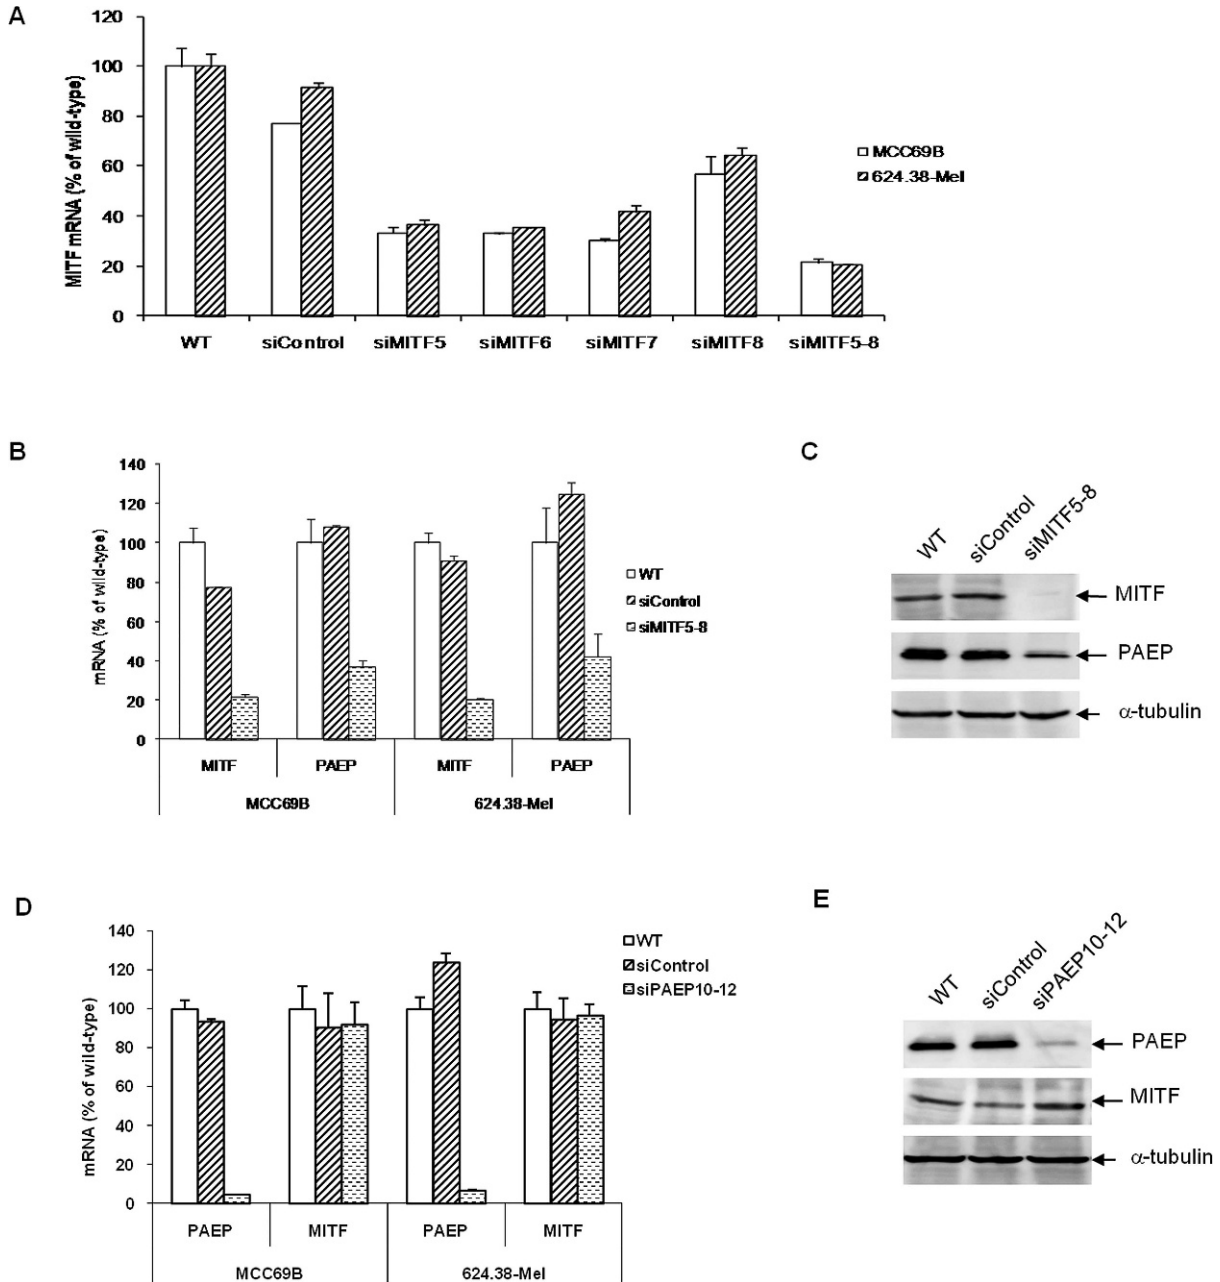 A
MITF mRNA (% of wild-type)
120
100
80
60
40
20
0
WT siControl siMITF5 siMITF6 siMITF7 siMITF8 siMITF5-8
MCC69B
624.38-Mel
B
mRNA (% of wild-type)
140
120
100
80
60
40
20
0
MITF PAEP MITF PAEP
MCC69B 624.38-Mel
WT
siControl
siMITF5-8
C
WT siControl siMITF5-8
MITF
PAEP
α-tubulin
D
mRNA (% of wild-type)
140
120
100
80
60
40
20
0
PAEP MITF PAEP MITF
MCC69B 624.38-Mel
WT
siControl
siPAEP10-12
E
WT siControl siPAEP10-12
PAEP
MITF
α-tubulin